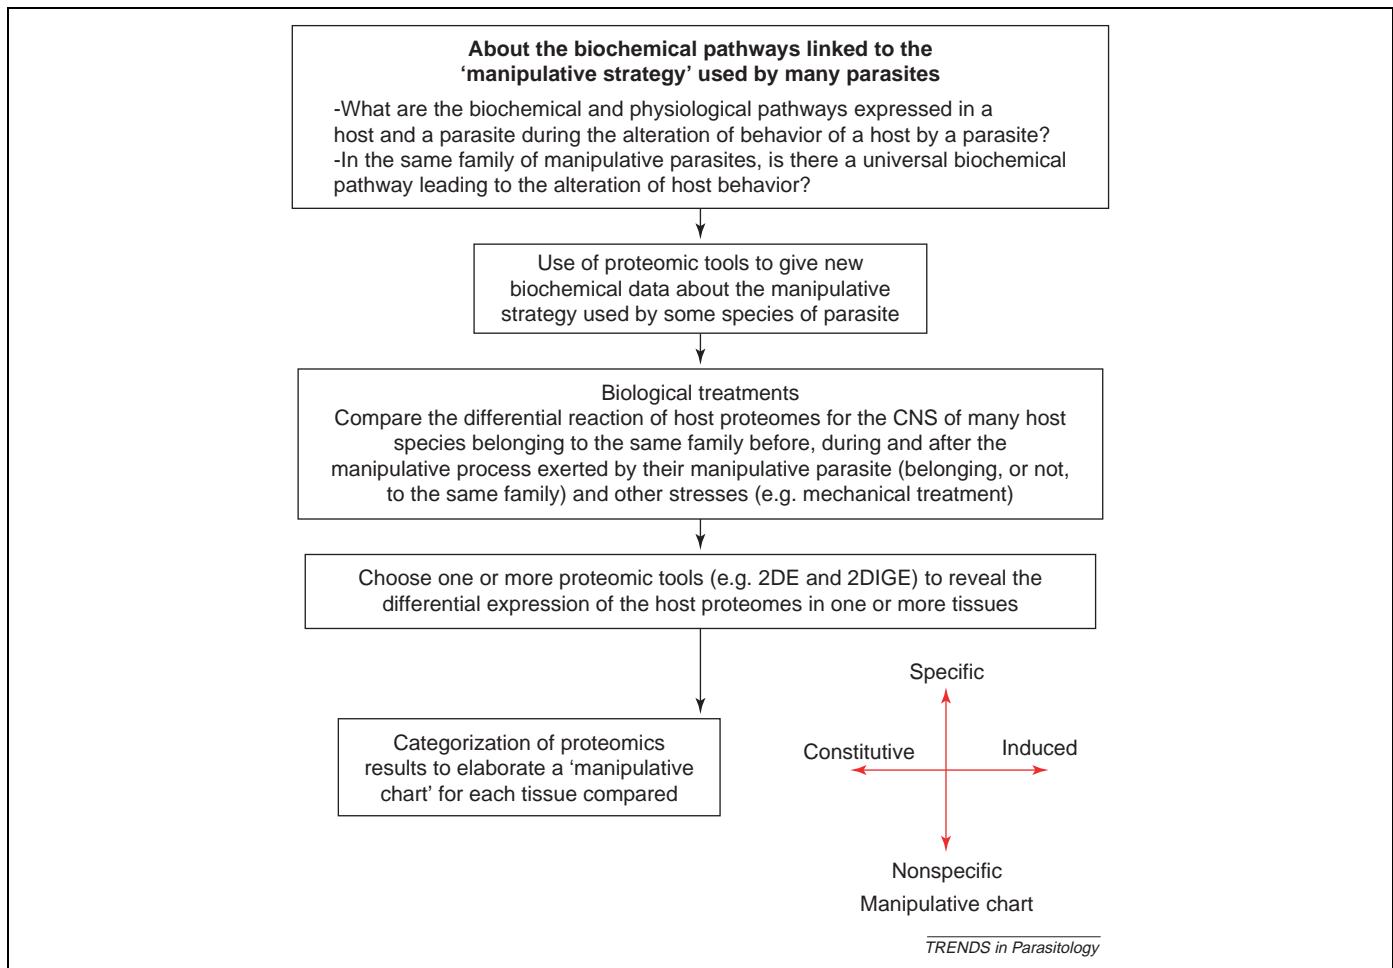 About the biochemical pathways linked to the
‘manipulative strategy’ used by many parasites
-What are the biochemical and physiological pathways expressed in a
host and a parasite during the alteration of behavior of a host by a parasite?
-In the same family of manipulative parasites, is there a universal biochemical
pathway leading to the alteration of host behavior?
Use of proteomic tools to give new
biochemical data about the manipulative
strategy used by some species of parasite
Biological treatments
Compare the differential reaction of host proteomes for the CNS of many host
species belonging to the same family before, during and after the
manipulative process exerted by their manipulative parasite (belonging, or not,
to the same family) and other stresses (e.g. mechanical treatment)
Choose one or more proteomic tools (e.g. 2DE and 2DIGE) to reveal the
differential expression of the host proteomes in one or more tissues
Categorization of proteomics
results to elaborate a ‘manipulative
chart’ for each tissue compared
Specific
Constitutive
Induced
Nonspecific
Manipulative chart
TRENDS in Parasitology